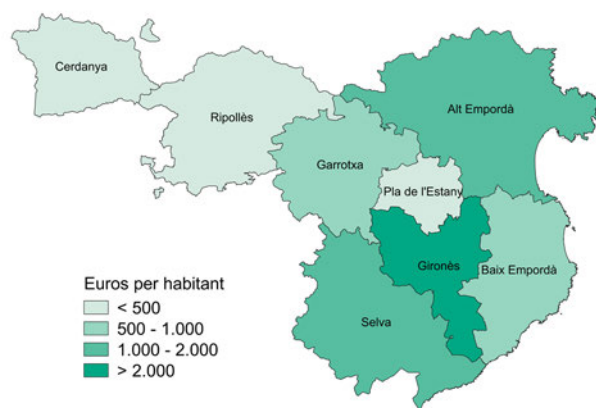 Cerdanya
Ripollès
Alt Empordà
Garrotxa
Pla de l'Estany
Gironès
Baix Empordà
Selva
Euros per habitant
< 500
500 - 1.000
1.000 - 2.000
> 2.000